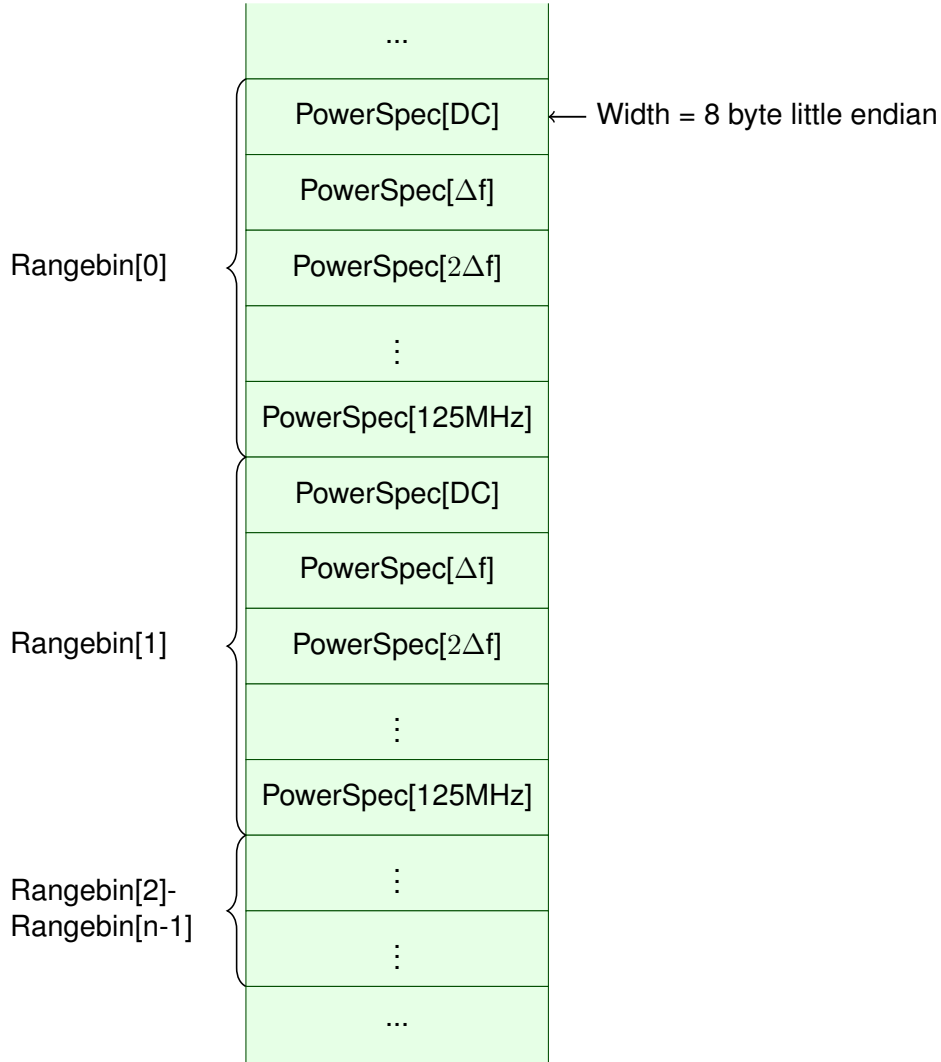 ...
PowerSpec[DC]
Width = 8 byte little endian
PowerSpec[Δf]
Rangebin[0]
PowerSpec[2Δf]
⋮
PowerSpec[125MHz]
PowerSpec[DC]
PowerSpec[Δf]
Rangebin[1]
PowerSpec[2Δf]
⋮
PowerSpec[125MHz]
⋮
Rangebin[2]-
Rangebin[n-1]
⋮
...